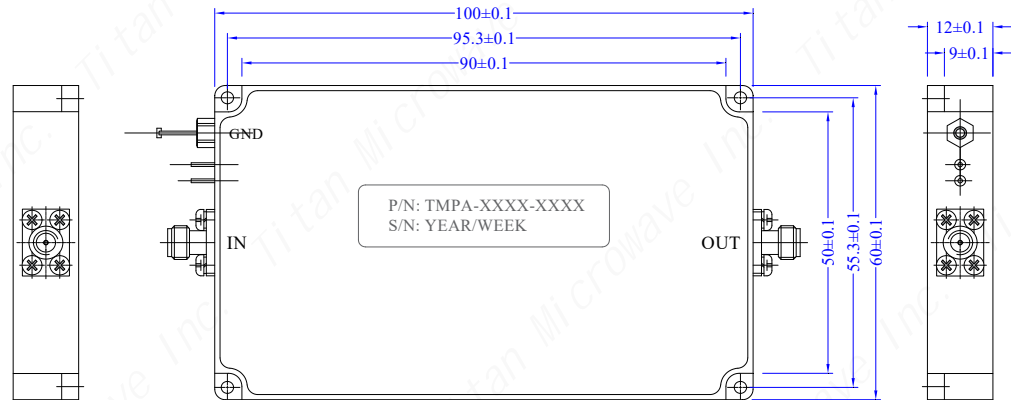 100±0.1
12±0.1
95.3±0.1
9±0.1
90±0.1
GND
P/N: TMPA-XXXX-XXXX
S/N: YEAR/WEEK
IN
OUT
50±0.1
55.3±0.1
60±0.1
Titan Microwave Inc.